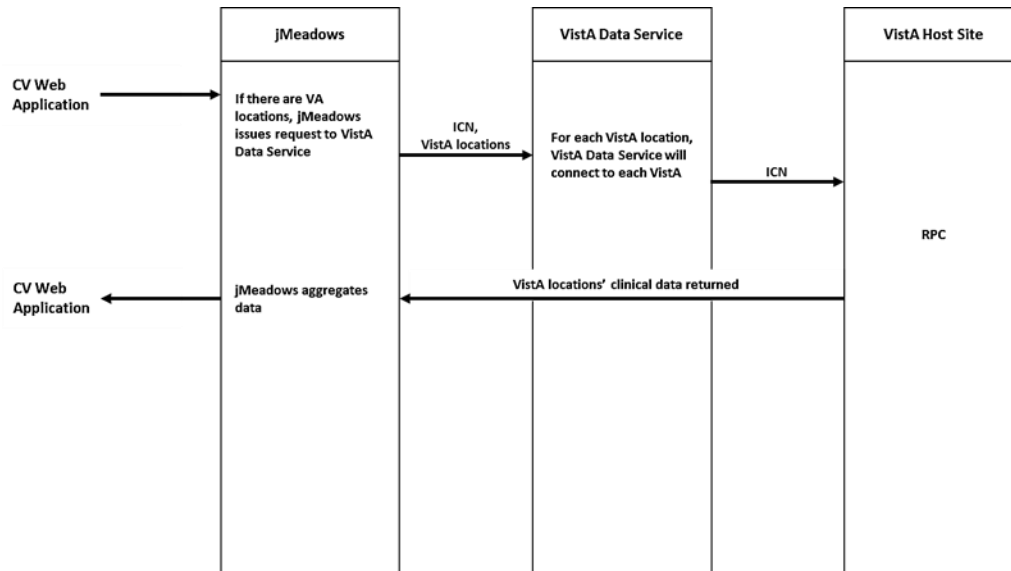 jMeadows
VistA Data Service
VistA Host Site
CV Web
Application
If there are VA
locations, jMeadows
issues request to VistA
Data Service
ICN,
VistA locations
For each VistA location,
VistA Data Service will
connect to each VistA
ICN
RPC
VistA locations’ clinical data returned
jMeadows aggregates
data
CV Web
Application